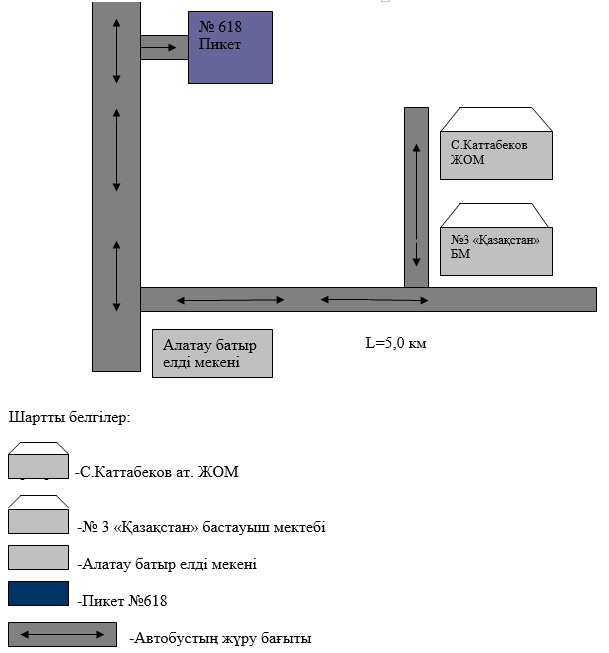 № 618
Пикет
С.Каттабеков
ЖОМ
№3 «Қазақстан»
БМ
Алатау батыр
елді мекені
L=5,0 км
Шартты белгілер:
-С.Каттабеков ат. ЖОМ
-№ 3 «Қазақстан» бастауыш мектебі
-Алатау батыр елді мекені
-Пикет №618
-Автобустың жүру бағыты